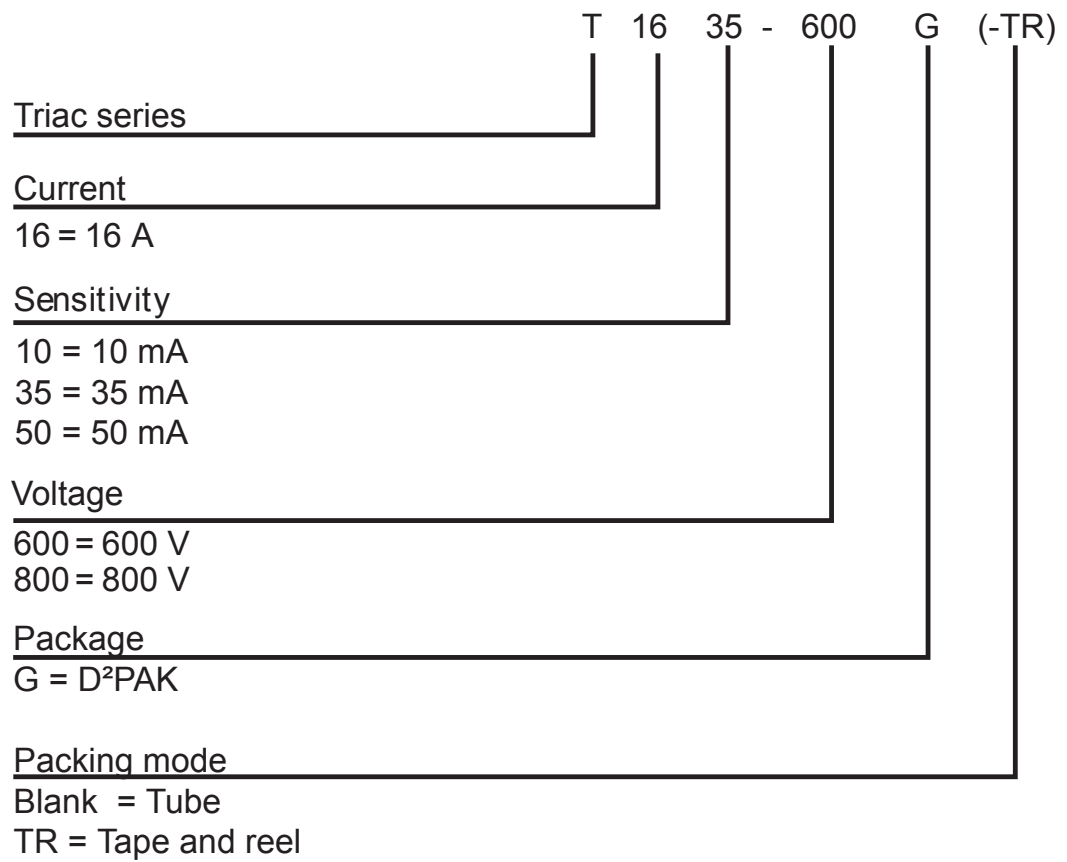 T 16 35 - 600 G (-TR)
Triac series
Current
16 = 16 A
Sensitivity
10 = 10 mA
35 = 35 mA
50 = 50 mA
Voltage
600 = 600 V
800 = 800 V
Package
G = D²PAK
Packing mode
Blank = Tube
TR = Tape and reel